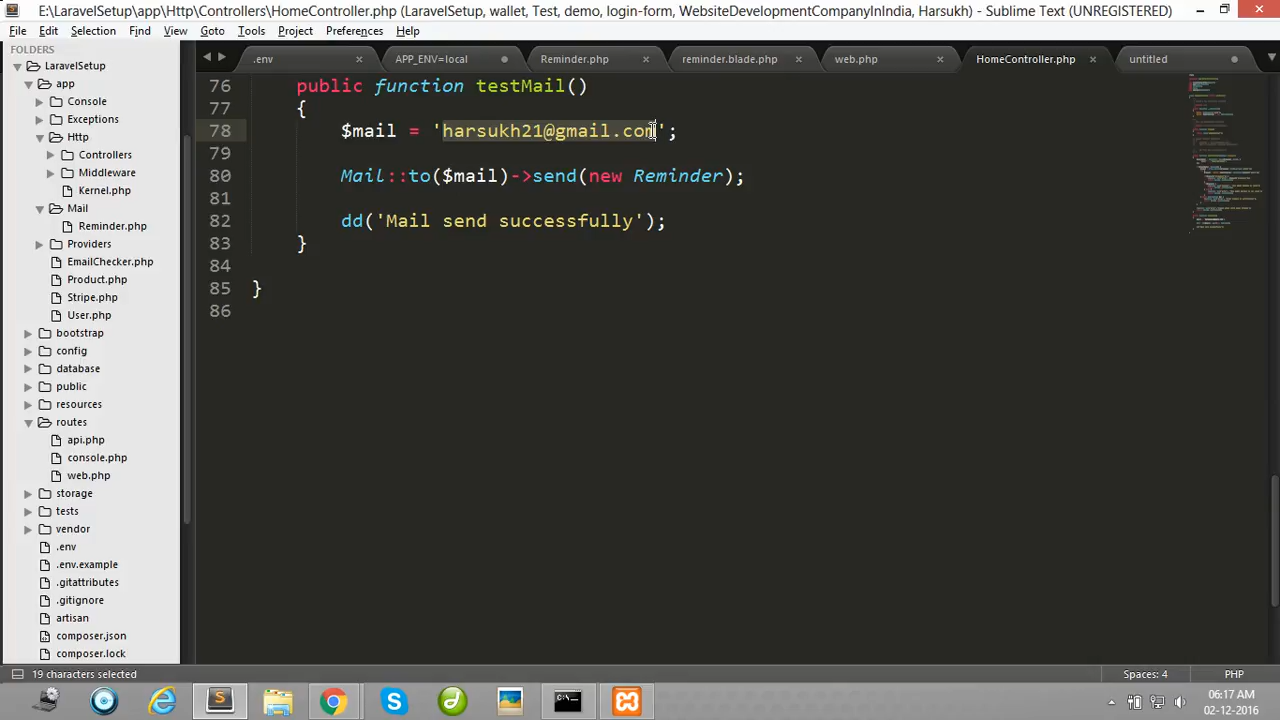 E:\LaravelSetup\app\Http\Controllers\HomeController.php (LaravelSetup, wallet, Test, demo, login-form, WebsiteDevelopmentCompanyInIndia, Harsukh) - Sublime Text (UNREGISTERED)
File Edit Selection Find View Goto Tools Project Preferences Help
FOLDERS
LaravelSetup
app
Console
Exceptions
Http
Controllers
Middleware
Kernel.php
Mail
Reminder.php
Providers
EmailChecker.php
Product.php
Stripe.php
User.php
bootstrap
config
database
public
resources
routes
api.php
console.php
web.php
storage
tests
vendor
.env
.env.example
.gitattributes
.gitignore
artisan
composer.json
composer.lock
.env APP_ENV=local Reminder.php reminder.blade.php web.php HomeController.php untitled
76 public function testMail()
77 {
78 $mail = 'harsukh21@gmail.com';
79
80 Mail::to($mail)->send(new Reminder);
81
82 dd('Mail send successfully');
83 }
84
85 }
86
19 characters selected Spaces: 4 PHP
06:17 AM
02-12-2016